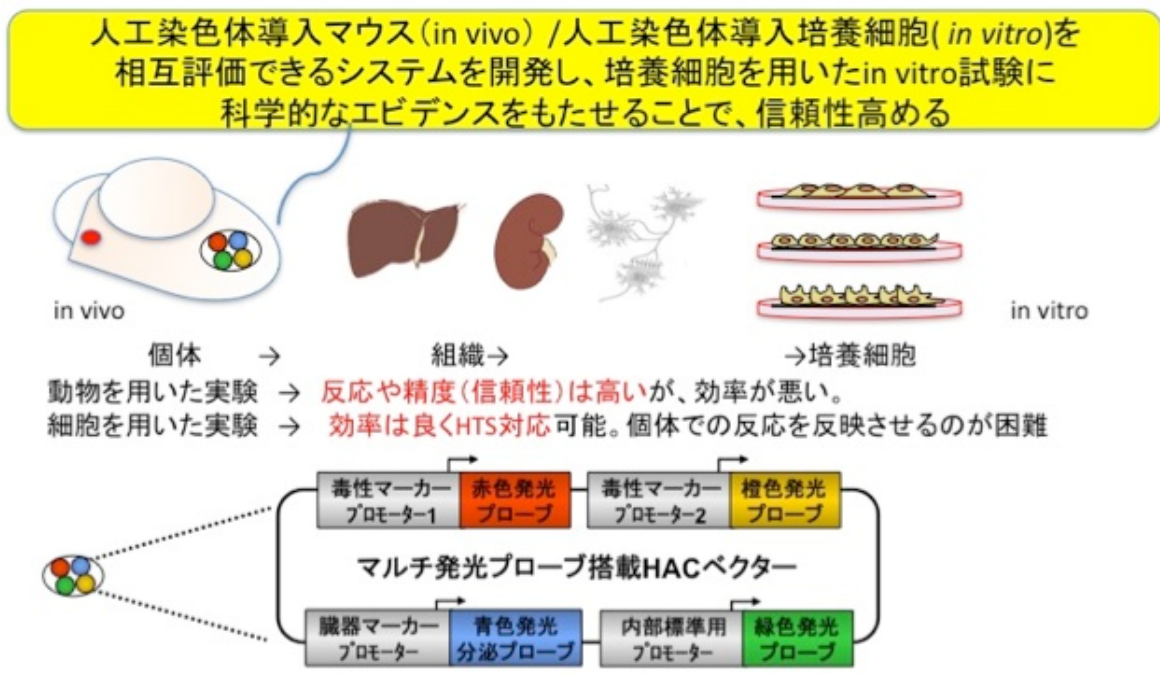 人工染色体導入マウス(in vivo) /人工染色体導入培養細胞( in vitro)を
相互評価できるシステムを開発し、培養細胞を用いたin vitro試験に
科学的なエビデンスをもたせることで、信頼性高める
in vivo
in vitro
個体 → 組織→ →培養細胞
動物を用いた実験 → 反応や精度(信頼性)は高いが、効率が悪い。
細胞を用いた実験 → 効率は良くHTS対応可能。個体での反応を反映させるのが困難
毒性マーカー
プロモーター1
赤色発光
プローブ
毒性マーカー
プロモーター2
橙色発光
プローブ
マルチ発光プローブ搭載HACベクター
臓器マーカー
プロモーター
青色発光
分泌プローブ
内部標準用
プロモーター
緑色発光
プローブ